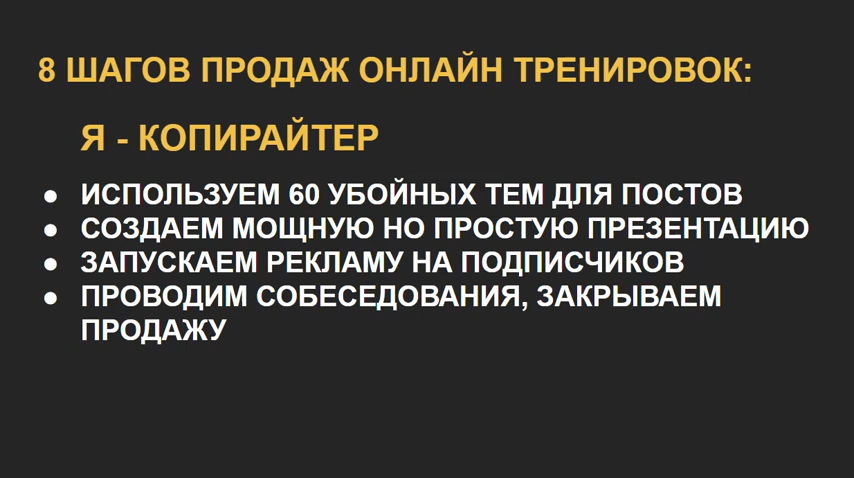 8 ШАГОВ ПРОДАЖ ОНЛАЙН ТРЕНИРОВОК:
Я - КОПИРАЙТЕР
● ИСПОЛЬЗУЕМ 60 УБОЙНЫХ ТЕМ ДЛЯ ПОСТОВ
● СОЗДАЕМ МОЩНУЮ НО ПРОСТУЮ ПРЕЗЕНТАЦИЮ
● ЗАПУСКАЕМ РЕКЛАМУ НА ПОДПИСЧИКОВ
● ПРОВОДИМ СОБЕСЕДОВАНИЯ, ЗАКРЫВАЕМ
ПРОДАЖУ